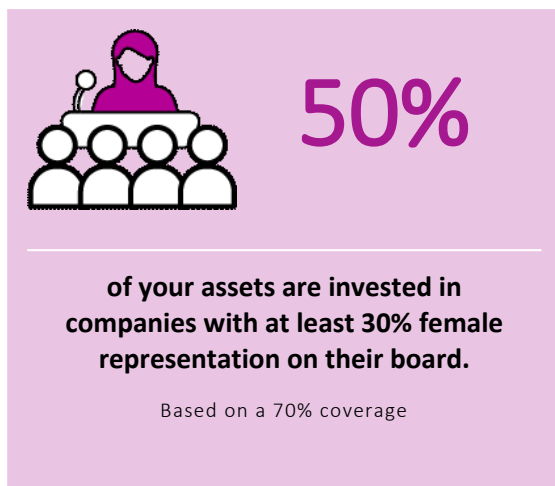 50%
of your assets are invested in
companies with at least 30% female
representation on their board.
Based on a 70% coverage